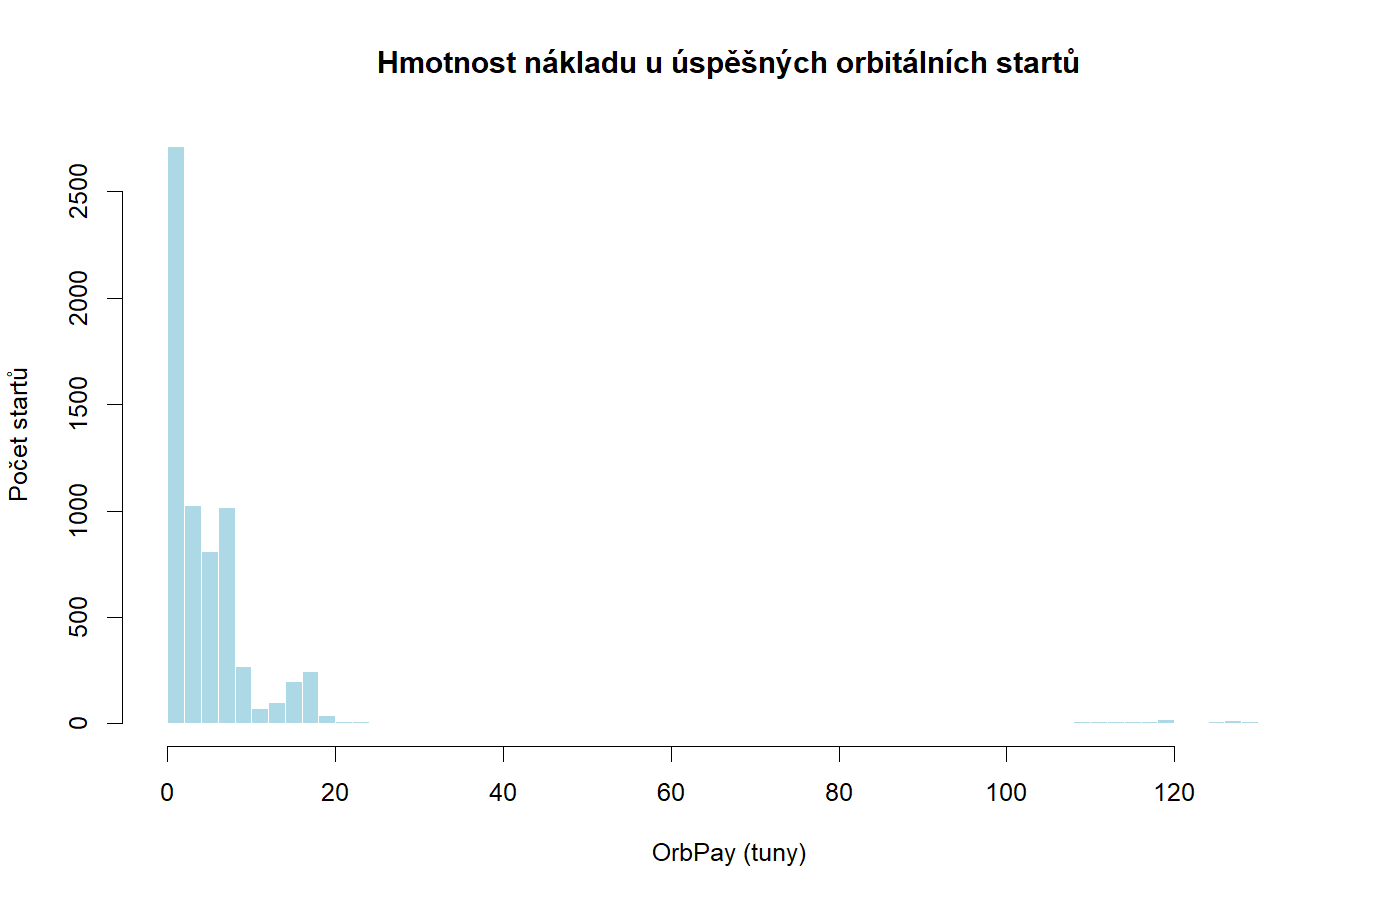 Hmotnost nákladu u úspěšných orbitálních startů
Počet startů
2500
2000
1500
1000
500
0
0 20 40 60 80 100 120
OrbPay (tuny)